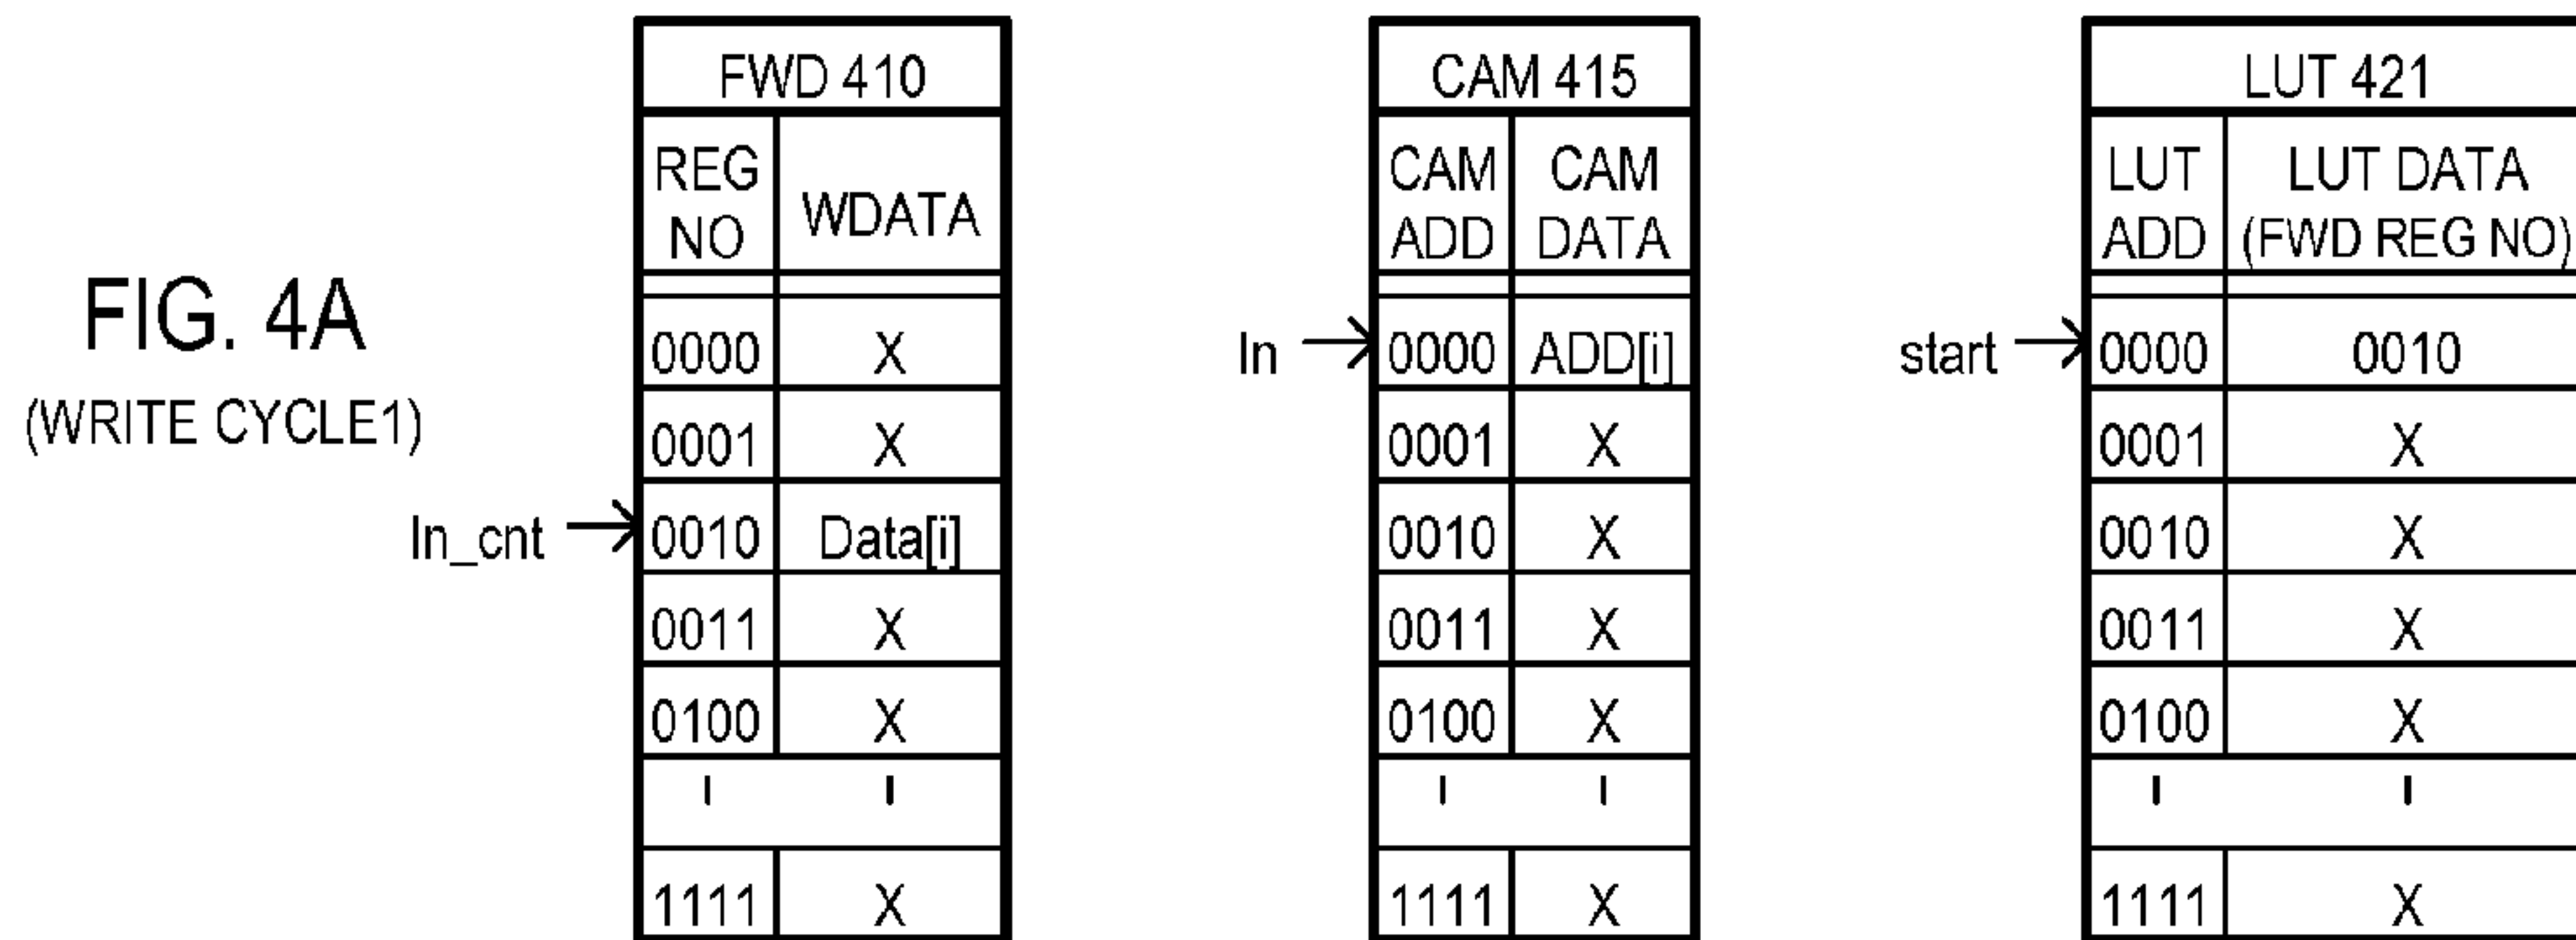 FIG. 4A
(WRITE CYCLE1)
FWD 410
REG NO WDATA
0000 X
0001 X
In_cnt 0010 Data[i]
0011 X
0100 X
1111 X
CAM 415
CAM ADD CAM DATA
In 0000 ADD[i]
0001 X
0010 X
0011 X
0100 X
1111 X
LUT 421
LUT ADD LUT DATA (FWD REG NO)
start 0000 0010
0001 X
0010 X
0011 X
0100 X
1111 X